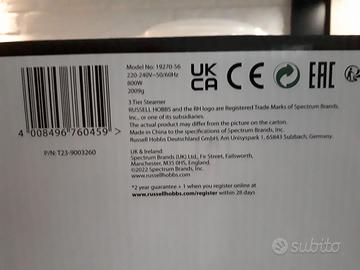 Model No: 19270-56
220-240V~50/60Hz
800W
2009g
UK
CA
CE
EAC
3 Tier Steamer
RUSSELL HOBBS and the RH logo are Registered Trade Marks of Spectrum Brands,
Inc., or one of its subsidiaries.
The actual product may differ from the picture on the carton.
Made in China to the specifications of Spectrum Brands, Inc.
Russell Hobbs Deutschland GmbH, Am Unisyspark 1, 65843 Sulzbach, Germany.
4 008496 760459 >
P/N: T23-9003260
UK & Ireland:
Spectrum Brands (UK) Ltd., Fir Street, Failsworth,
Manchester, M35 0HS, England.
©2022 Spectrum Brands, Inc.
www.russellhobbs.com
*2 year guarantee + 1 when you register online at
www.russellhobbs.com/register within 28 days
subito